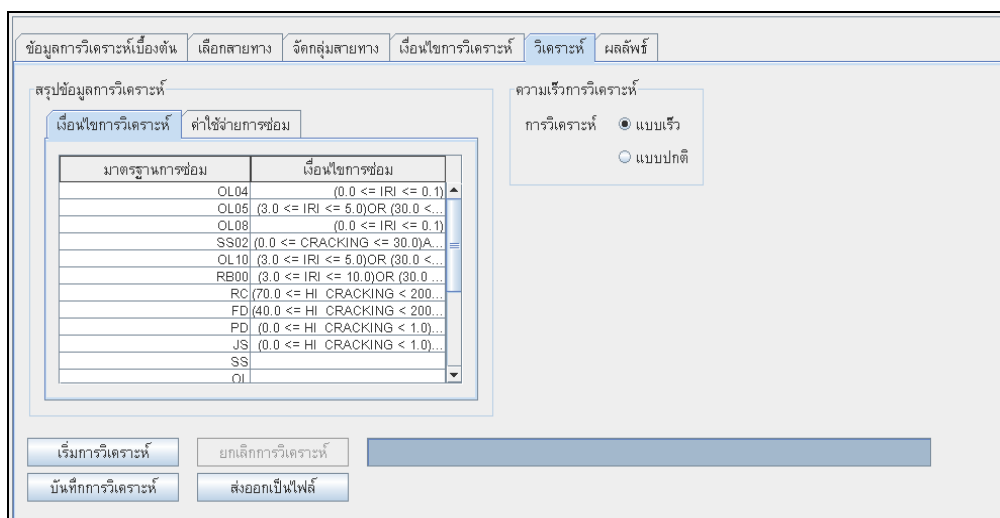 ข้อมูลการวิเคราะห์เบื้องต้น เลือกสายทาง จัดกลุ่มสายทาง เงื่อนไขการวิเคราะห์ วิเคราะห์ ผลลัพธ์
สรุปข้อมูลการวิเคราะห์
เงื่อนไขการวิเคราะห์ ค่าใช้จ่ายการซ่อม
มาตรฐานการซ่อม เงื่อนไขการซ่อม
OL04 (0.0 <= IRI <= 0.1)
OL05 (3.0 <= IRI <= 5.0)OR (30.0 <...
OL08 (0.0 <= IRI <= 0.1)
SS02 (0.0 <= CRACKING <= 30.0)A...
OL10 (3.0 <= IRI <= 5.0)OR (30.0 <...
RB00 (3.0 <= IRI <= 10.0)OR (30.0 ...
RC (70.0 <= HI_CRACKING < 200...
FD (40.0 <= HI_CRACKING < 200...
PD (0.0 <= HI_CRACKING < 1.0)...
JS (0.0 <= HI_CRACKING < 1.0)...
SS
OL
ความเร็วการวิเคราะห์
การวิเคราะห์ แบบเร็ว
แบบปกติ
เริ่มการวิเคราะห์ ยกเลิกการวิเคราะห์
บันทึกการวิเคราะห์ ส่งออกเป็นไฟล์